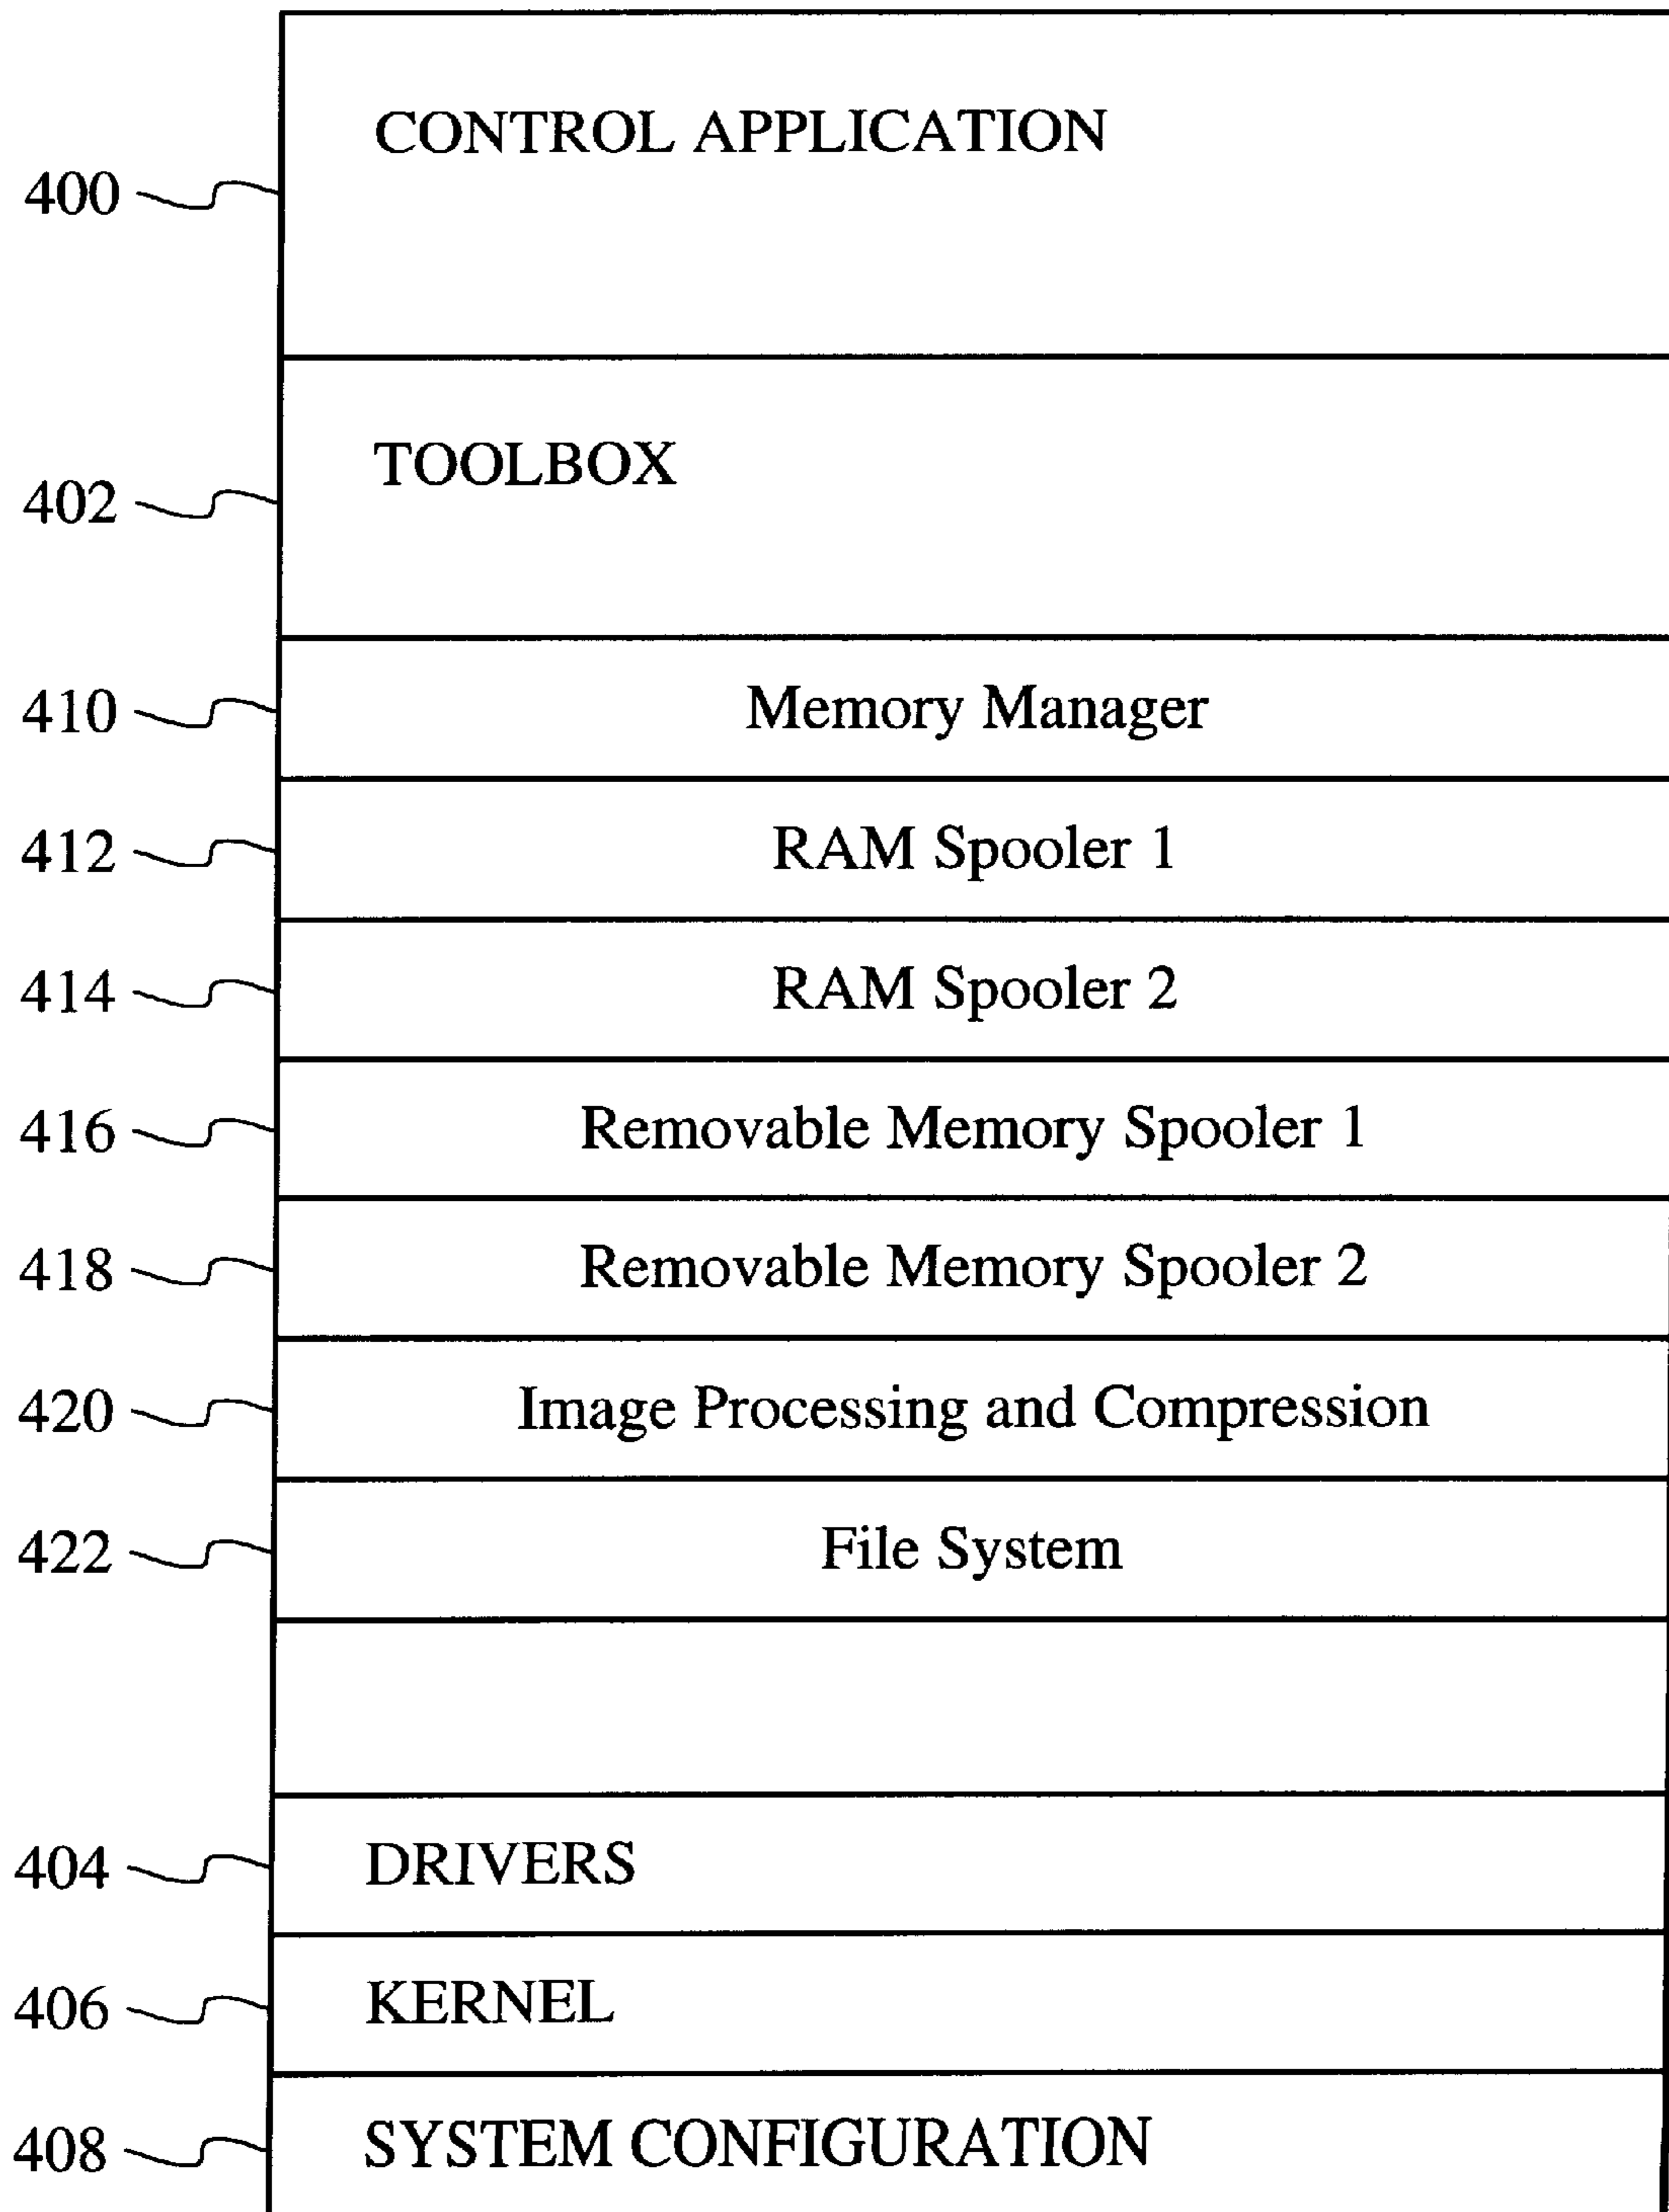 CONTROL APPLICATION
400
TOOLBOX
402
410 Memory Manager
412 RAM Spooler 1
414 RAM Spooler 2
416 Removable Memory Spooler 1
418 Removable Memory Spooler 2
420 Image Processing and Compression
422 File System
404 DRIVERS
406 KERNEL
408 SYSTEM CONFIGURATION